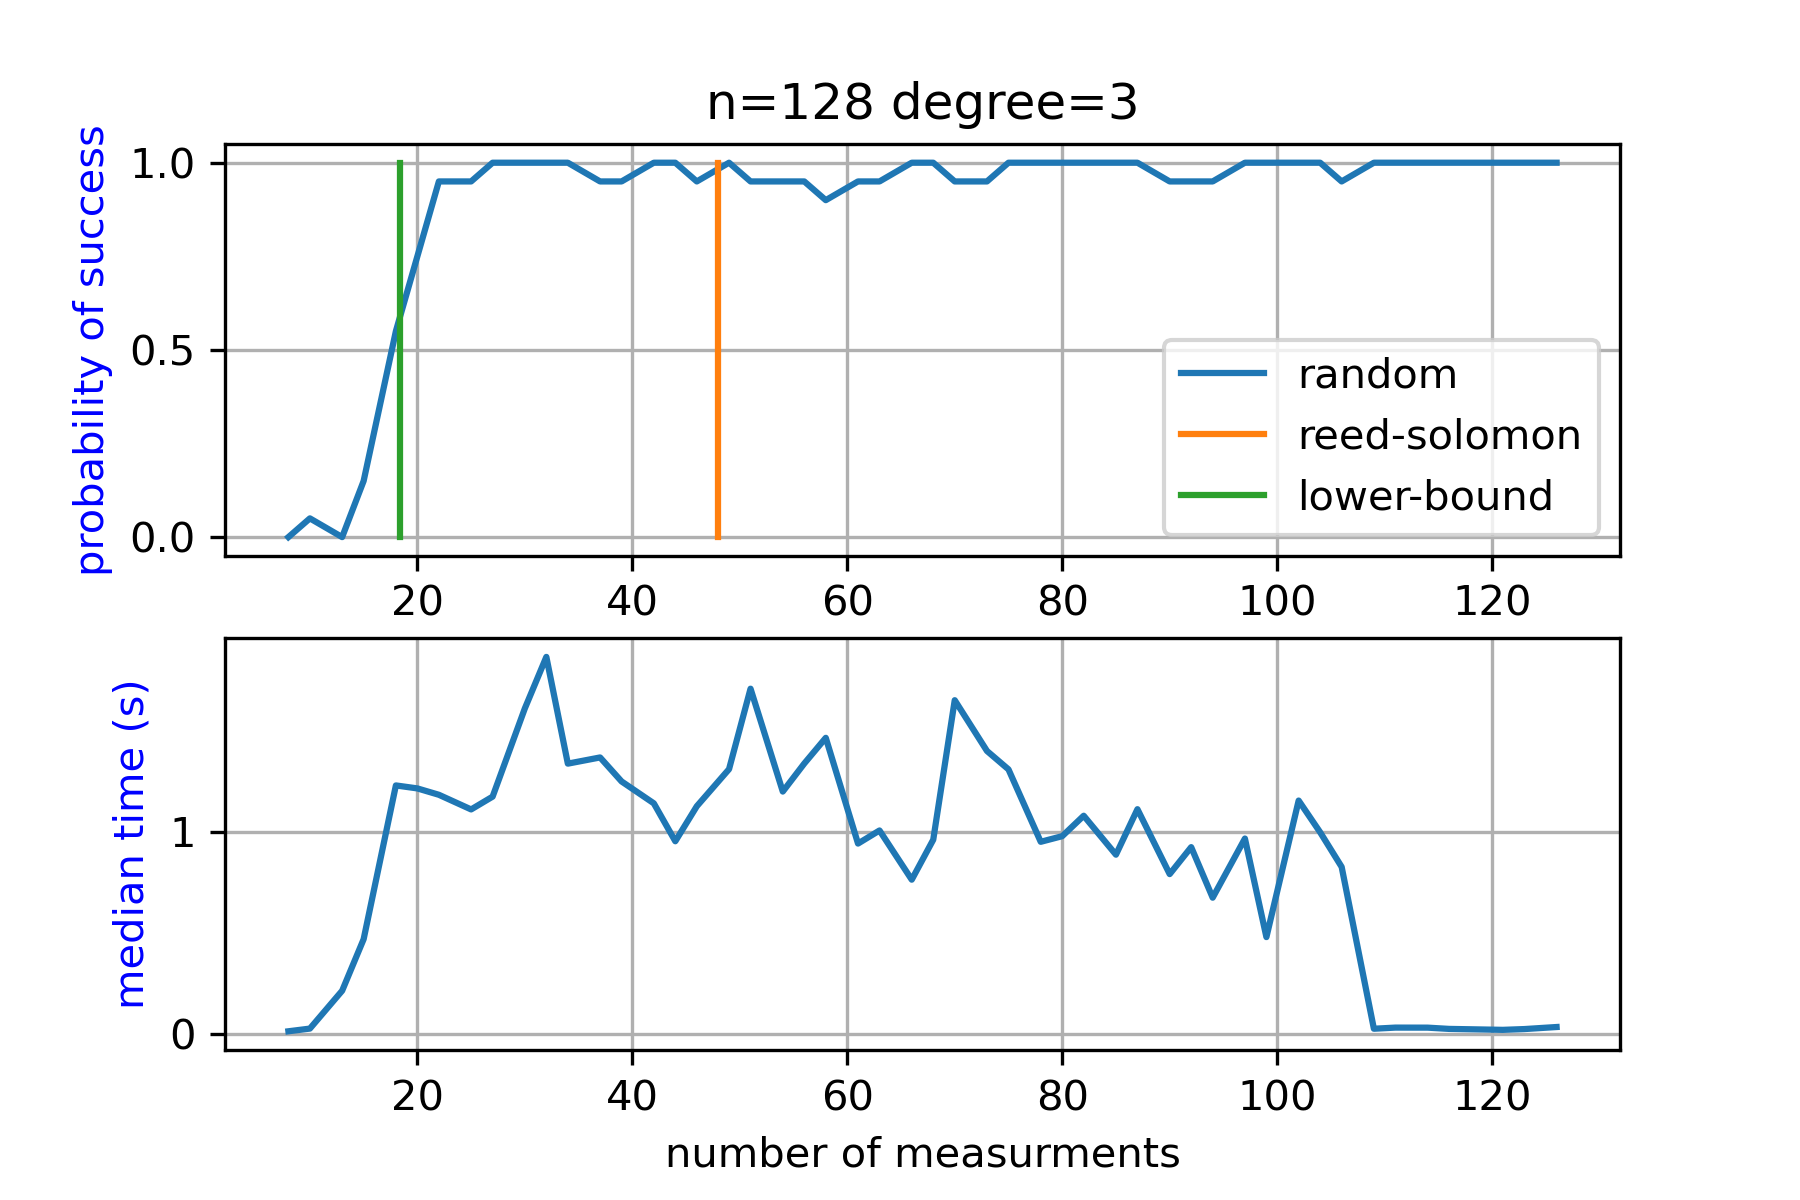 n=128 degree=3
probability of success
1.0
0.5
0.0
random
reed-solomon
lower-bound
20 40 60 80 100 120
median time (s)
1
0
20 40 60 80 100 120
number of measurments